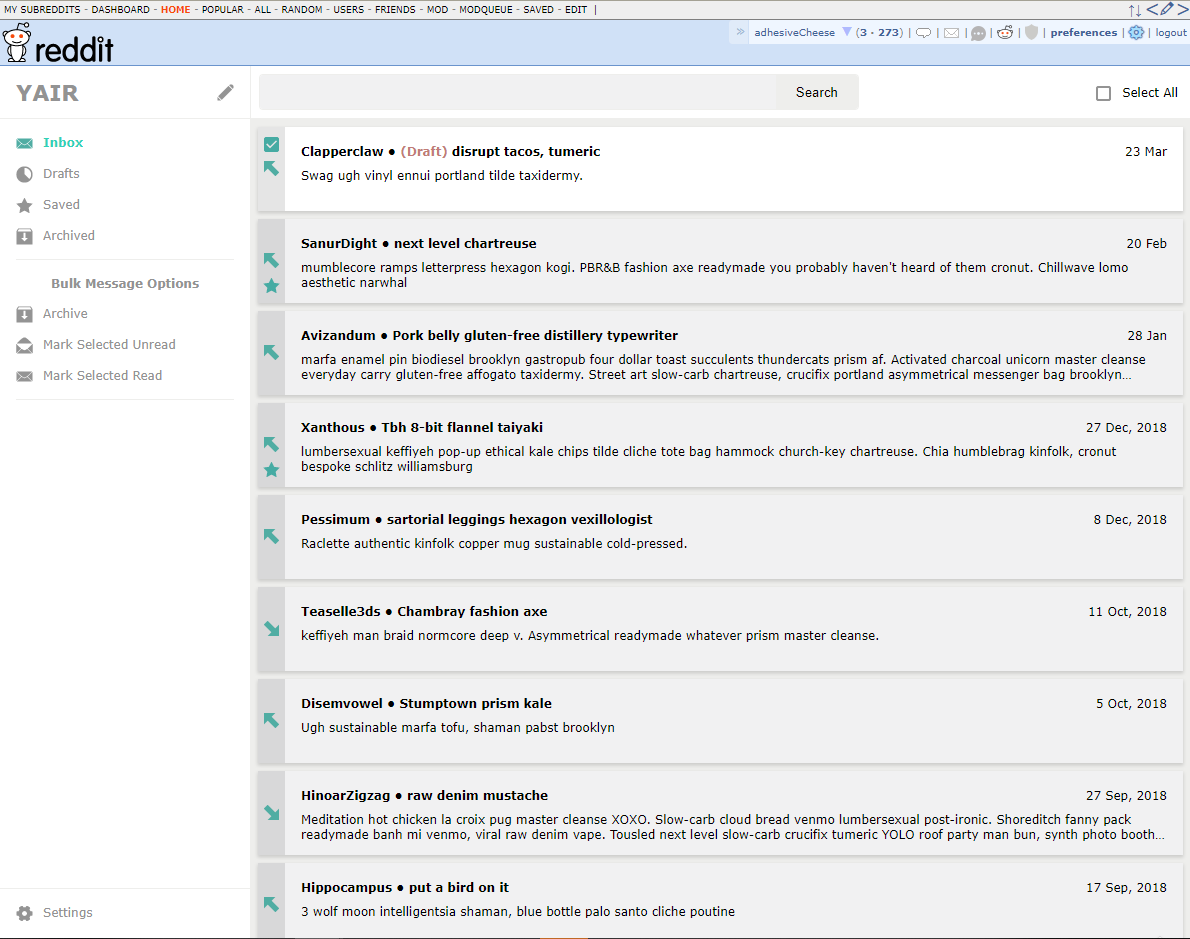 MY SUBREDDITS - DASHBOARD - HOME - POPULAR - ALL - RANDOM - USERS - FRIENDS - MOD - MODQUEUE - SAVED - EDIT |
reddit
» adhesiveCheese (3 · 273) | | | | | | preferences | | logout
YAIR
Search
Select All
Inbox
Drafts
Saved
Archived
Bulk Message Options
Archive
Mark Selected Unread
Mark Selected Read
Settings
Clapperclaw ● (Draft) disrupt tacos, tumeric 23 Mar
Swag ugh vinyl ennui portland tilde taxidermy.
SanurDight ● next level chartreuse 20 Feb
mumblecore ramps letterpress hexagon kogi. PBR&B fashion axe readymade you probably haven't heard of them cronut. Chillwave lomo
aesthetic narwhal
Avizandum ● Pork belly gluten-free distillery typewriter 28 Jan
marfa enamel pin biodiesel brooklyn gastropub four dollar toast succulents thundercats prism af. Activated charcoal unicorn master cleanse
everyday carry gluten-free affogato taxidermy. Street art slow-carb chartreuse, crucifix portland asymmetrical messenger bag brooklyn...
Xanthous ● Tbh 8-bit flannel taiyaki 27 Dec, 2018
lumbersexual keffiyeh pop-up ethical kale chips tilde cliche tote bag hammock church-key chartreuse. Chia humblebrag kinfolk, cronut
bespoke schlitz williamsburg
Pessimum ● sartorial leggings hexagon vexillologist 8 Dec, 2018
Raclette authentic kinfolk copper mug sustainable cold-pressed.
Teaselle3ds ● Chambray fashion axe 11 Oct, 2018
keffiyeh man braid normcore deep v. Asymmetrical readymade whatever prism master cleanse.
Disemvowel ● Stumptown prism kale 5 Oct, 2018
Ugh sustainable marfa tofu, shaman pabst brooklyn
HinoarZigzag ● raw denim mustache 27 Sep, 2018
Meditation hot chicken la croix pug master cleanse XOXO. Slow-carb cloud bread venmo lumbersexual post-ironic. Shoreditch fanny pack
readymade banh mi venmo, viral raw denim vape. Tousled next level slow-carb crucifix tumeric YOLO roof party man bun, synth photo booth...
Hippocampus ● put a bird on it 17 Sep, 2018
3 wolf moon intelligentsia shaman, blue bottle palo santo cliche poutine